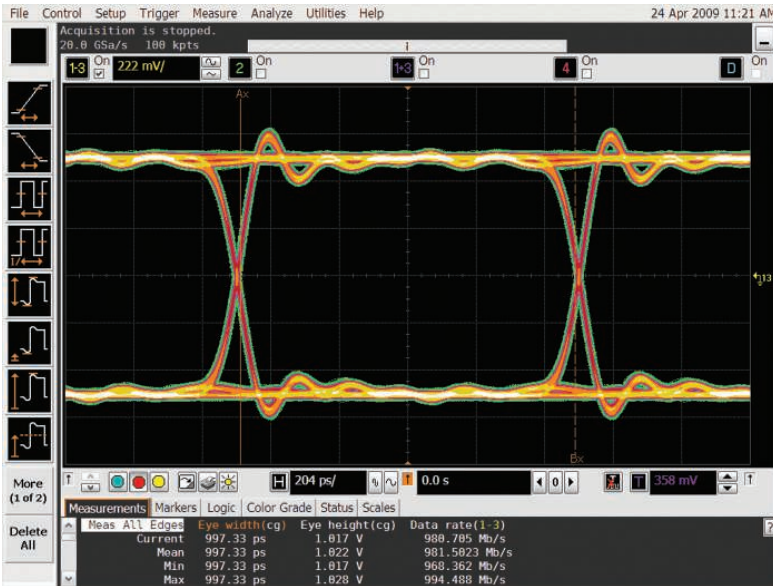 File Control Setup Trigger Measure Analyze Utilities Help 24 Apr 2009 11:21 AM
Acquisition is stopped.
20.0 GSa/s 100 kpts
1-3 On 222 mV/ 2 On 1+3 On 4 On D On
Ax
13
Bx
More
(1 of 2)
Delete
All
H 204 ps/ 0.0 s 0 T 358 mV
Measurements Markers Logic Color Grade Status Scales
Meas All Edges Eye width(cg) Eye height(cg) Data rate(1-3)
Current 997.33 ps 1.017 V 980.705 Mb/s
Mean 997.33 ps 1.022 V 981.5023 Mb/s
Min 997.33 ps 1.017 V 968.362 Mb/s
Max 997.33 ps 1.028 V 994.488 Mb/s